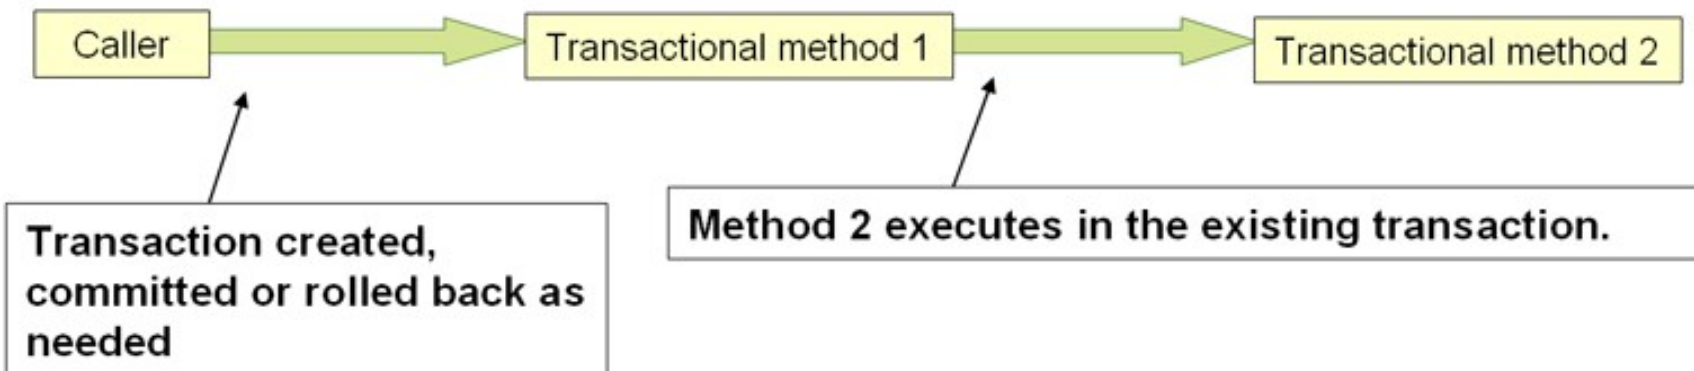 Caller
Transactional method 1
Transactional method 2
Transaction created,
committed or rolled back as
needed
Method 2 executes in the existing transaction.